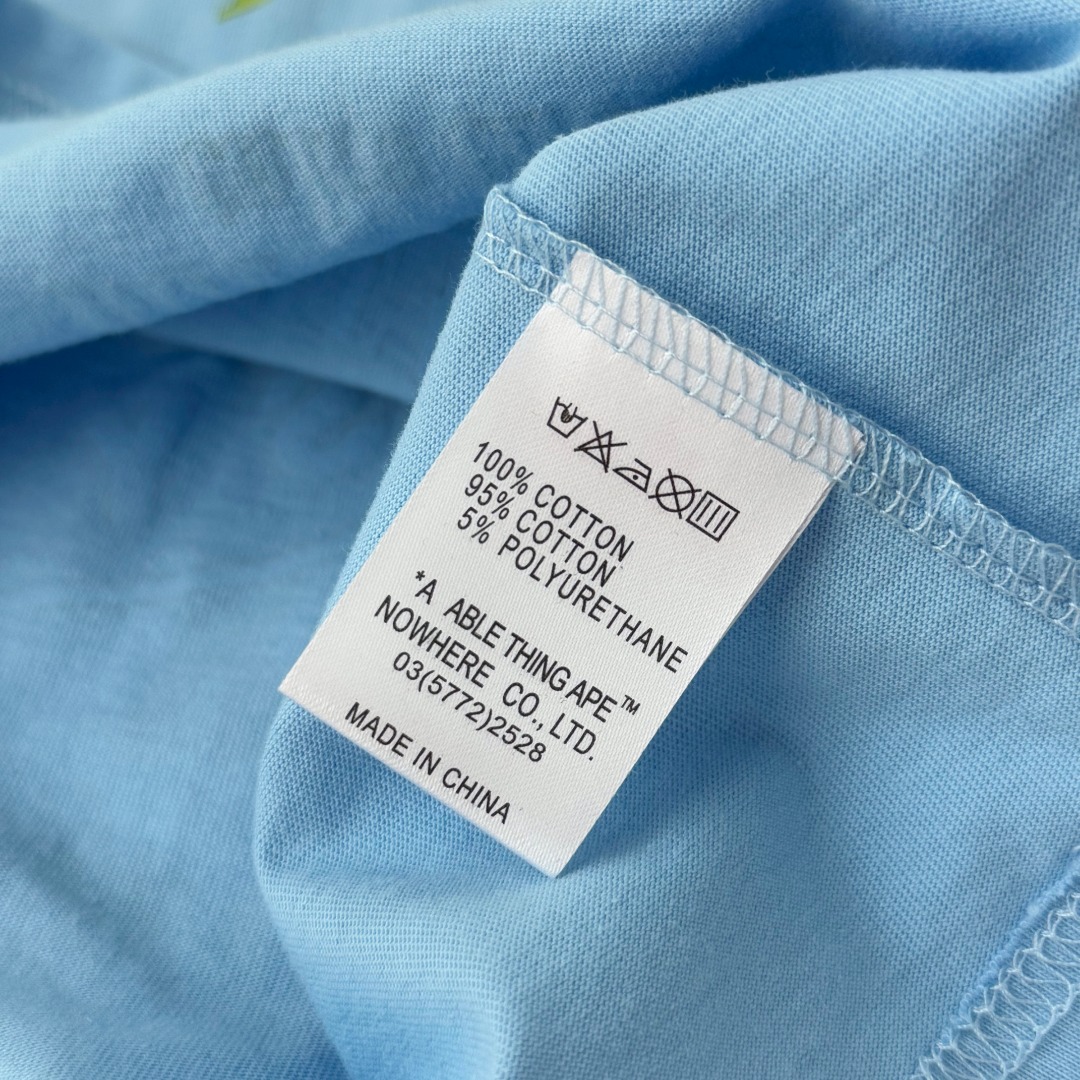 100% COTTON
95% COTTON
5% POLYURETHANE
*A ABLE THING APE™
NOWHERE CO., LTD.
03(5772)2528
MADE IN CHINA